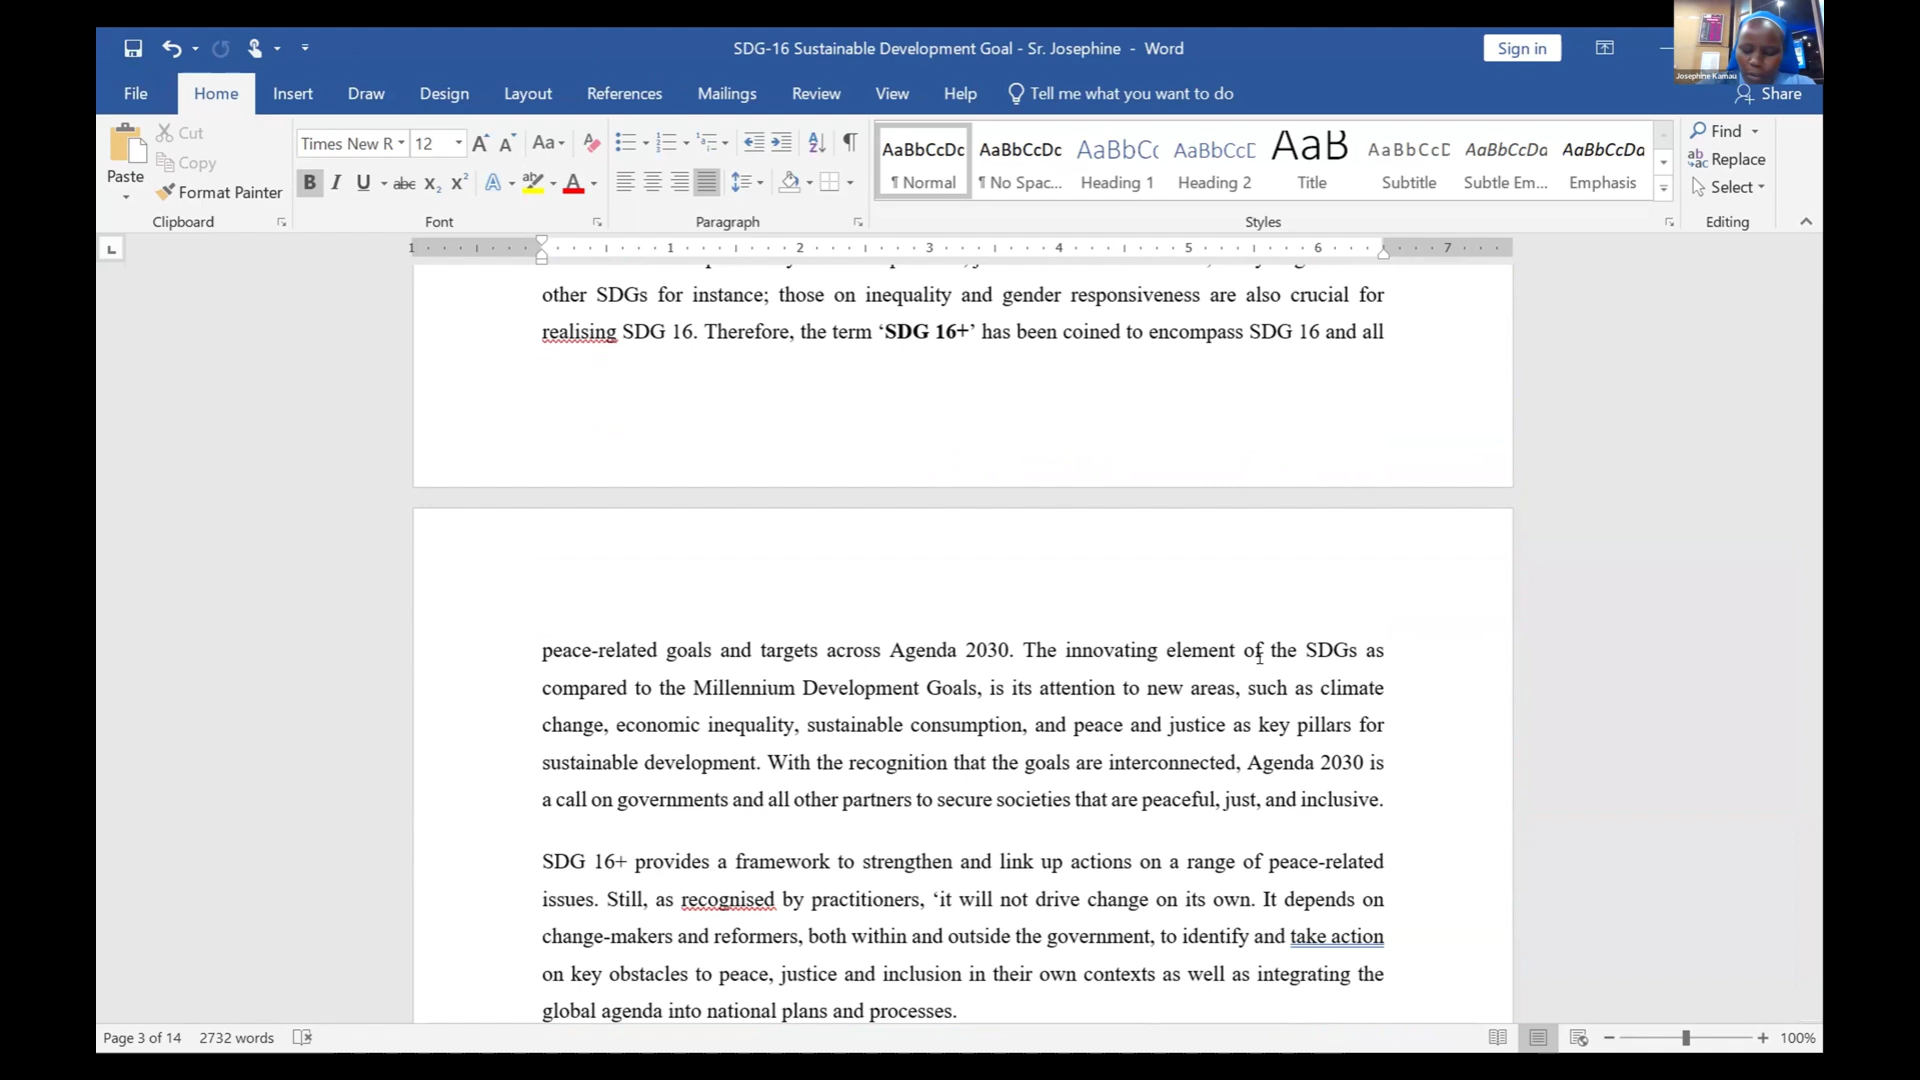 SDG-16 Sustainable Development Goal - Sr. Josephine - Word
Sign in
Josephine Kamau
File Home Insert Draw Design Layout References Mailings Review View Help Tell me what you want to do Share
Cut
Copy
Paste
Format Painter
Times New R 12
AaBbCcDc AaBbCcDc AaBbCc AaBbCcD AaB AaBbCcD AaBbCcDa AaBbCcDa
¶ Normal ¶ No Spac... Heading 1 Heading 2 Title Subtitle Subtle Em... Emphasis
Find
Replace
Select
Clipboard Font Paragraph Styles Editing
1 1 2 3 4 5 6 7
other SDGs for instance; those on inequality and gender responsiveness are also crucial for
realising SDG 16. Therefore, the term ‘SDG 16+’ has been coined to encompass SDG 16 and all
peace-related goals and targets across Agenda 2030. The innovating element of the SDGs as
compared to the Millennium Development Goals, is its attention to new areas, such as climate
change, economic inequality, sustainable consumption, and peace and justice as key pillars for
sustainable development. With the recognition that the goals are interconnected, Agenda 2030 is
a call on governments and all other partners to secure societies that are peaceful, just, and inclusive.
SDG 16+ provides a framework to strengthen and link up actions on a range of peace-related
issues. Still, as recognised by practitioners, ‘it will not drive change on its own. It depends on
change-makers and reformers, both within and outside the government, to identify and take action
on key obstacles to peace, justice and inclusion in their own contexts as well as integrating the
global agenda into national plans and processes.
Page 3 of 14 2732 words 100%